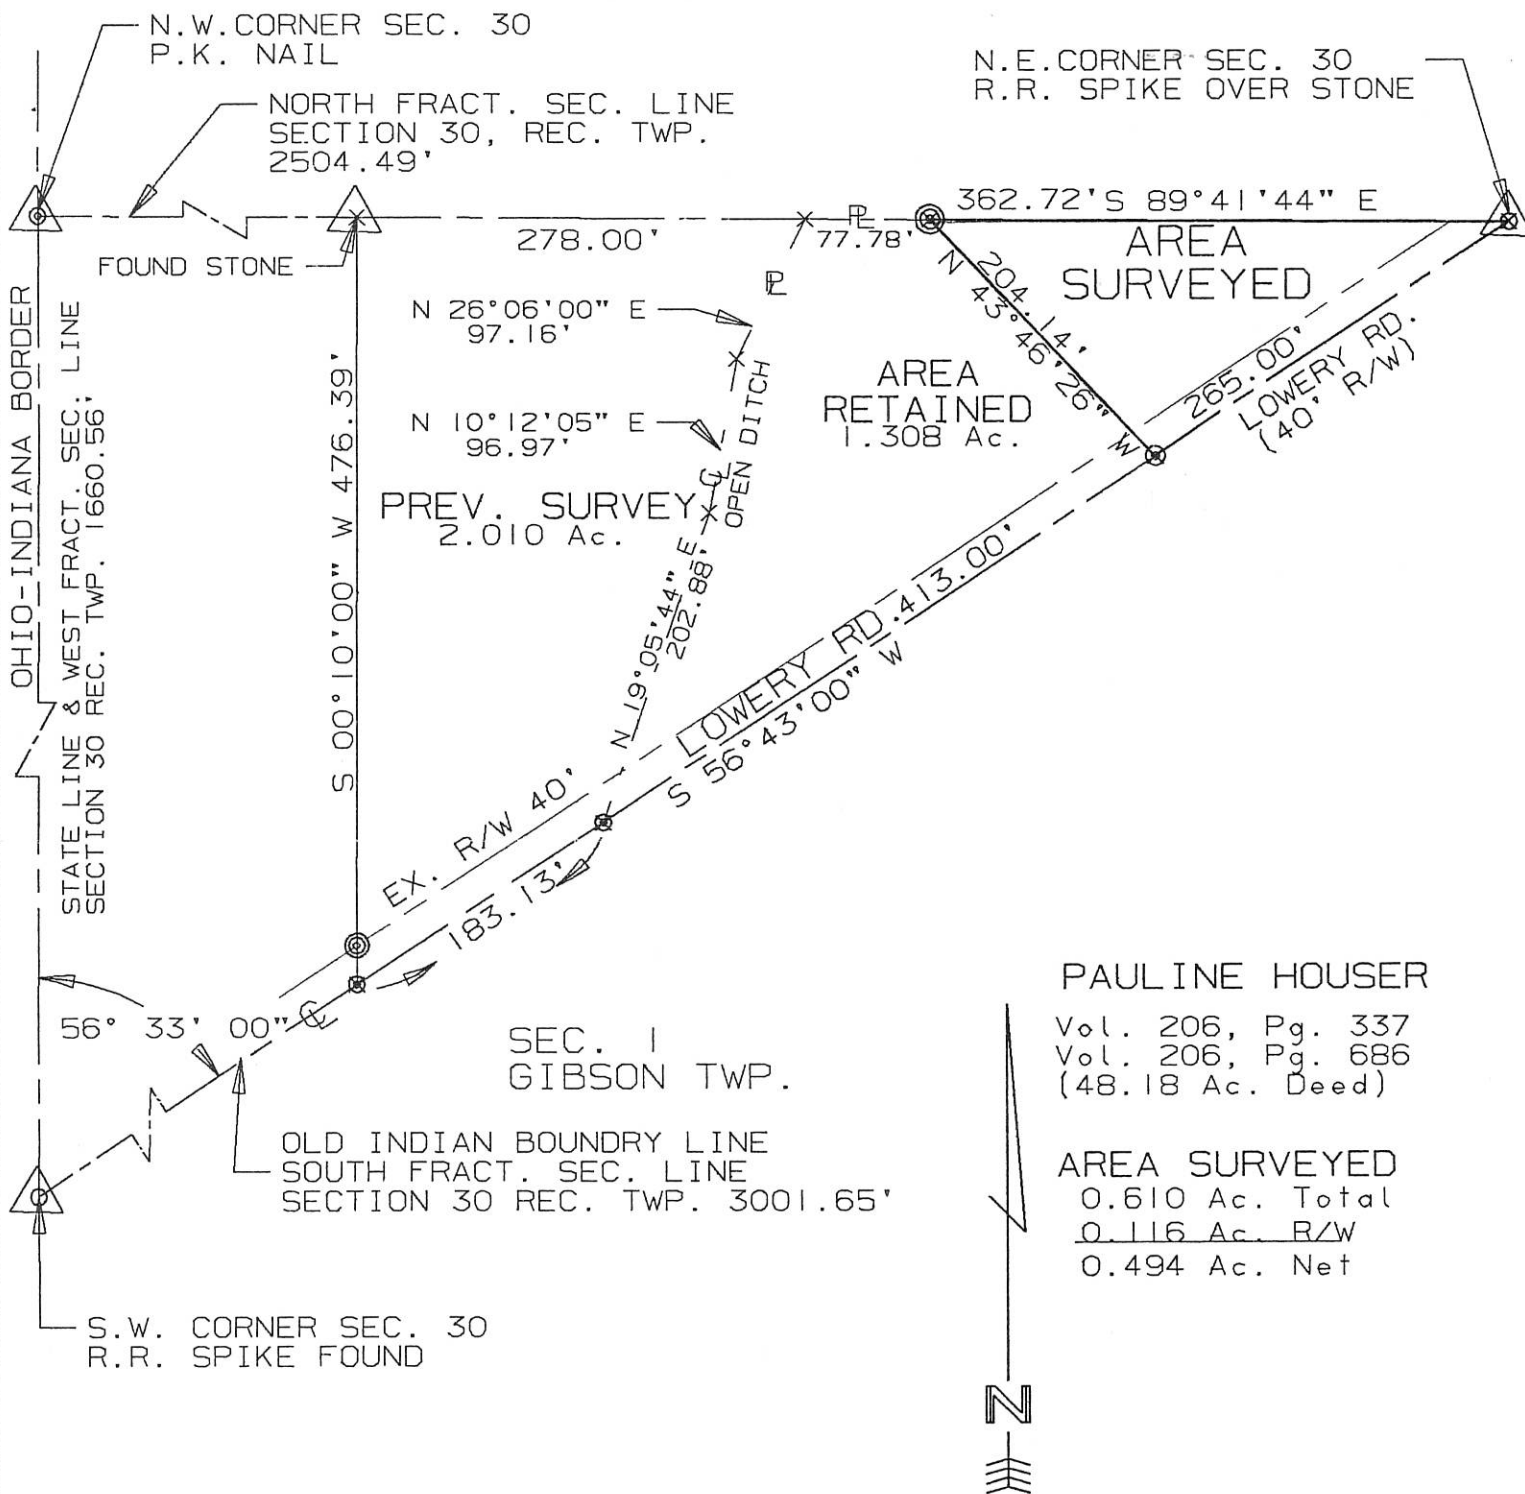 N.W.CORNER SEC. 30
P.K. NAIL
N.E.CORNER SEC. 30
R.R. SPIKE OVER STONE
NORTH FRACT. SEC. LINE
SECTION 30, REC. TWP.
2504.49'
362.72'S 89°41'44" E
278.00'
PL
77.78'
AREA
SURVEYED
FOUND STONE
PL
204.14'
N 43°46'26" W
N 26°06'00" E
97.16'
265.00'
LOWERY RD.
(40' R/W)
AREA
RETAINED
1.308 Ac.
N 10°12'05" E
96.97'
OPEN DITCH
CL
PREV. SURVEY
2.010 Ac.
OHIO-INDIANA BORDER
STATE LINE & WEST FRACT. SEC. LINE
SECTION 30 REC. TWP. 1660.56'
S 00°10'00" W 476.39'
N 19°05'44" E
202.88'
LOWERY RD.413.00'
S 56°43'00" W
EX. R/W 40'
183.13'
56° 33' 00"
CL
SEC. 1
GIBSON TWP.
OLD INDIAN BOUNDRY LINE
SOUTH FRACT. SEC. LINE
SECTION 30 REC. TWP. 3001.65'
PAULINE HOUSER
Vol. 206, Pg. 337
Vol. 206, Pg. 686
(48.18 Ac. Deed)
AREA SURVEYED
0.610 Ac. Total
0.116 Ac. R/W
0.494 Ac. Net
S.W. CORNER SEC. 30
R.R. SPIKE FOUND
N